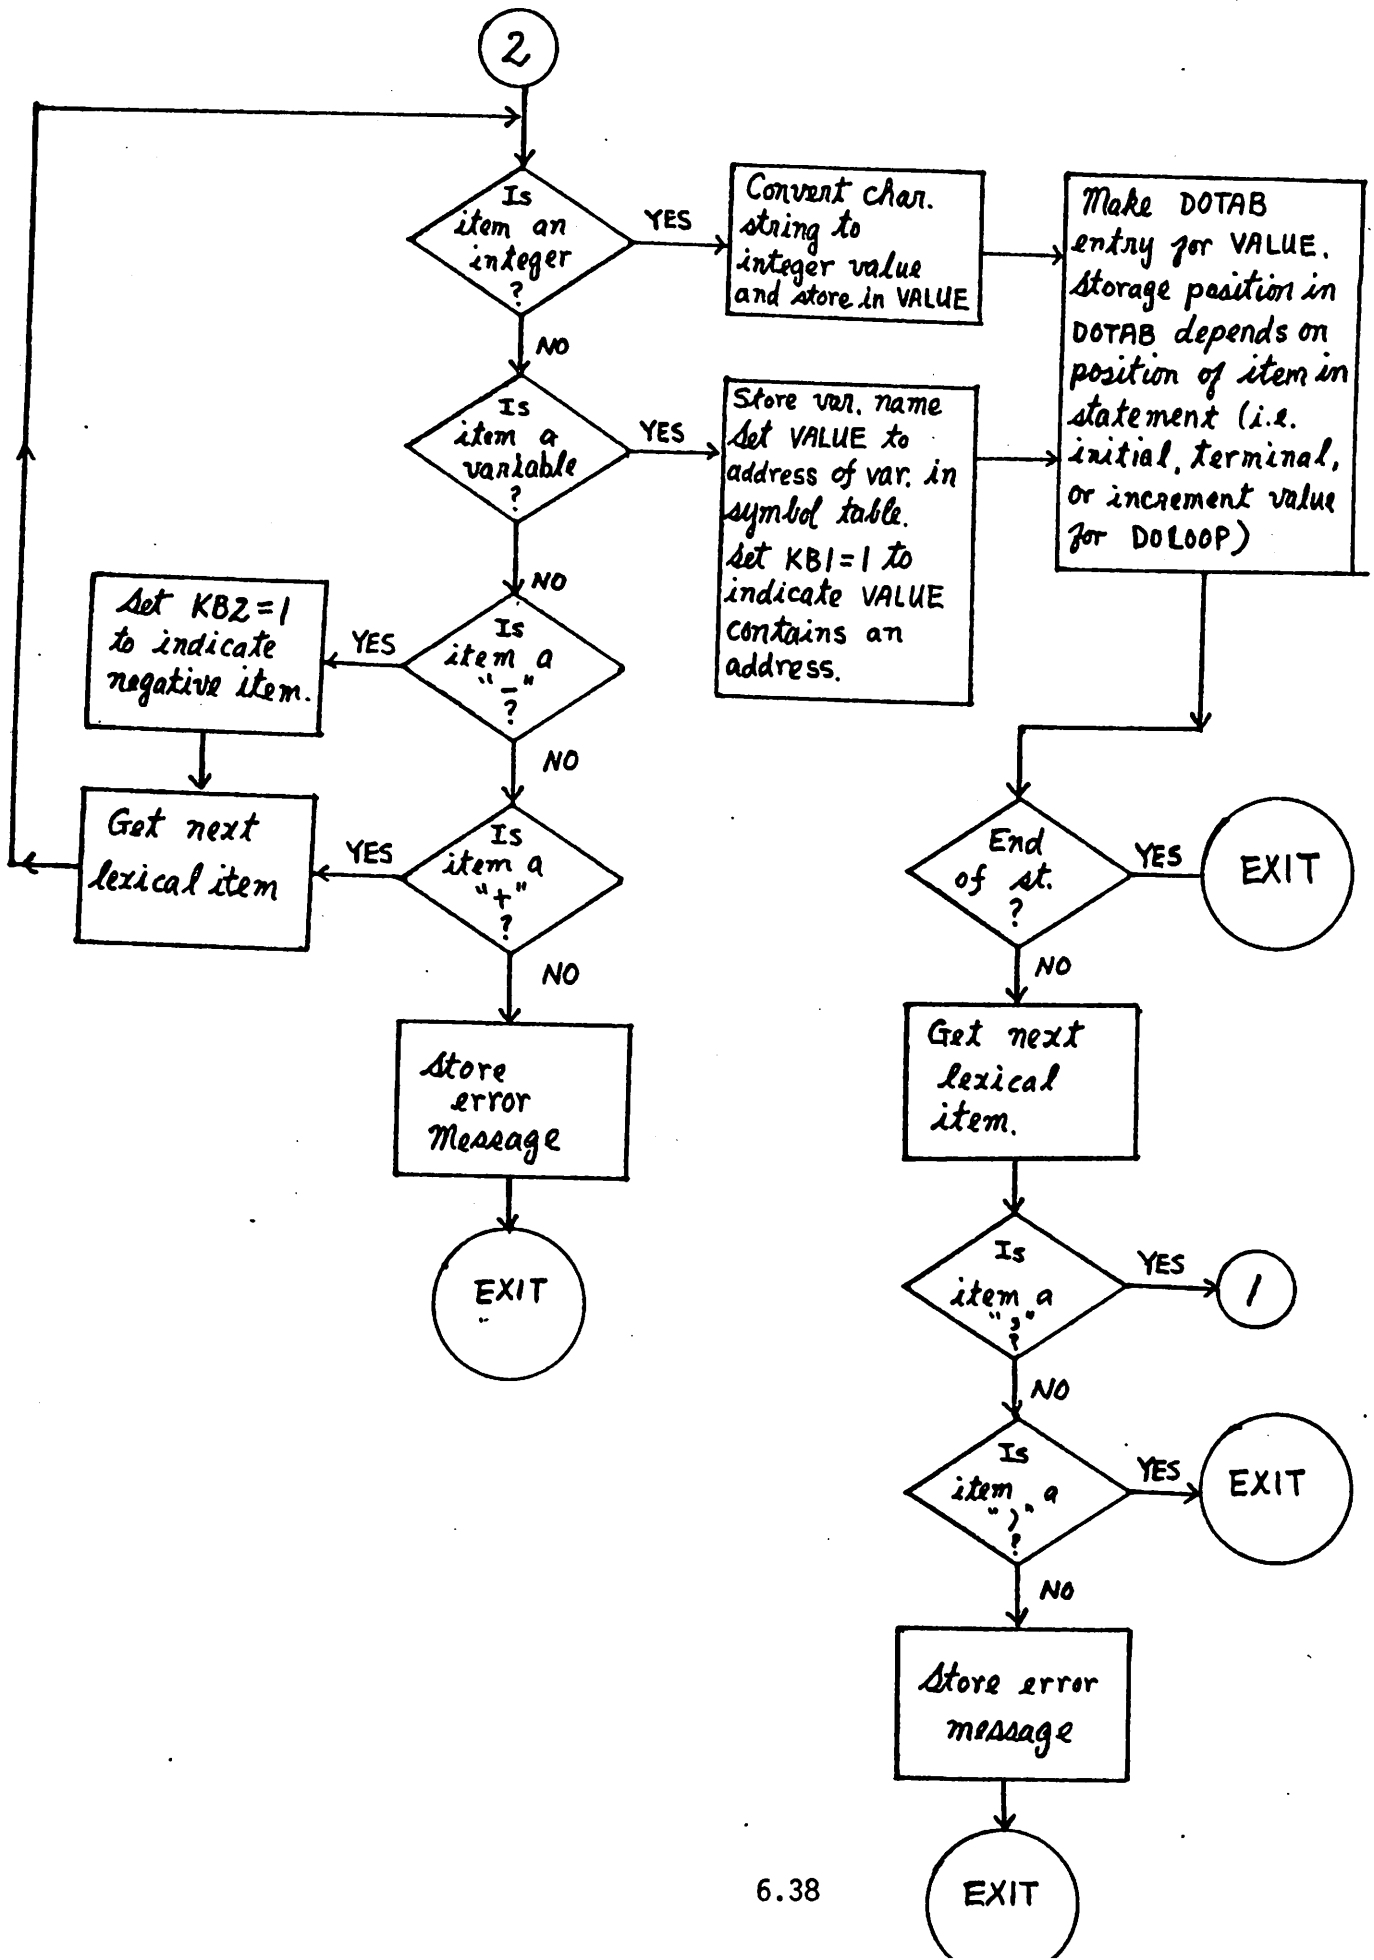 2
Is
item an
integer
?
YES
Convert char.
string to
integer value
and store in VALUE
Make DOTAB
entry for VALUE.
Storage position in
DOTAB depends on
position of item in
statement (i.e.
initial, terminal,
or increment value
for DOLOOP)
NO
Is
item a
variable
?
YES
Store var. name
Set VALUE to
address of var. in
symbol table.
Set KB1=1 to
indicate VALUE
contains an
address.
NO
Is
item a
"-"
?
YES
Set KB2=1
to indicate
negative item.
NO
Is
item a
"+"
?
YES
Get next
lexical item
NO
Store
error
Message
EXIT
End
of st.
?
YES
EXIT
NO
Get next
lexical
item.
Is
item a
","
?
YES
1
NO
Is
item a
")"
?
YES
EXIT
NO
Store error
message
EXIT
6.38